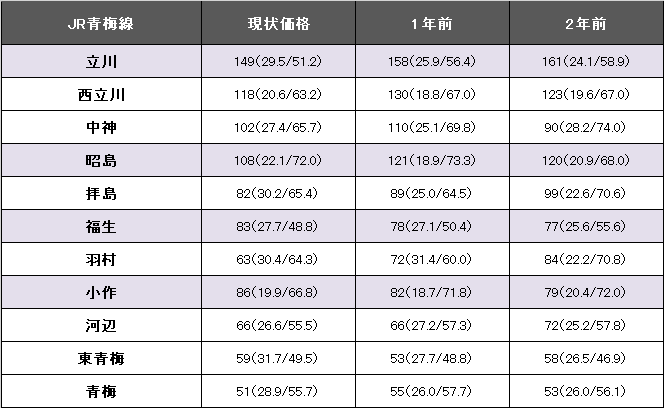 JR青梅線 現状価格 1年前 2年前
立川 149(29.5/51.2) 158(25.9/56.4) 161(24.1/58.9)
西立川 118(20.6/63.2) 130(18.8/67.0) 123(19.6/67.0)
中神 102(27.4/65.7) 110(25.1/69.8) 90(28.2/74.0)
昭島 108(22.1/72.0) 121(18.9/73.3) 120(20.9/68.0)
拝島 82(30.2/65.4) 89(25.0/64.5) 99(22.6/70.6)
福生 83(27.7/48.8) 78(27.1/50.4) 77(25.6/55.6)
羽村 63(30.4/64.3) 72(31.4/60.0) 84(22.2/70.8)
小作 86(19.9/66.8) 82(18.7/71.8) 79(20.4/72.0)
河辺 66(26.6/55.5) 66(27.2/57.3) 72(25.2/57.8)
東青梅 59(31.7/49.5) 53(27.7/48.8) 58(26.5/46.9)
青梅 51(28.9/55.7) 55(26.0/57.7) 53(26.0/56.1)